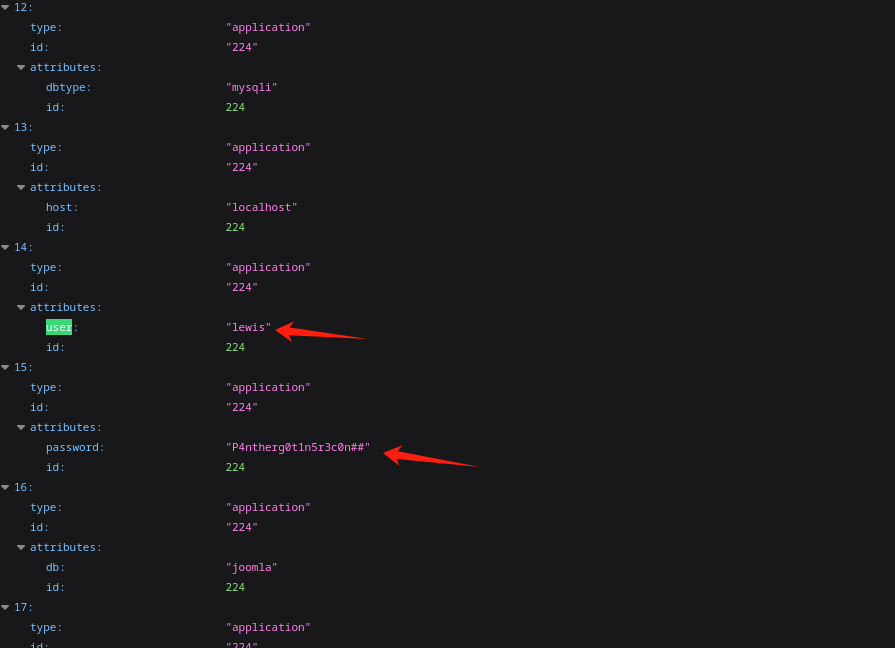 12:
type: "application"
id: "224"
attributes:
dbtype: "mysqli"
id: 224
13:
type: "application"
id: "224"
attributes:
host: "localhost"
id: 224
14:
type: "application"
id: "224"
attributes:
user: "lewis"
id: 224
15:
type: "application"
id: "224"
attributes:
password: "P4ntherg0t1n5r3c0n##"
id: 224
16:
type: "application"
id: "224"
attributes:
db: "joomla"
id: 224
17:
type: "application"
id: "224"